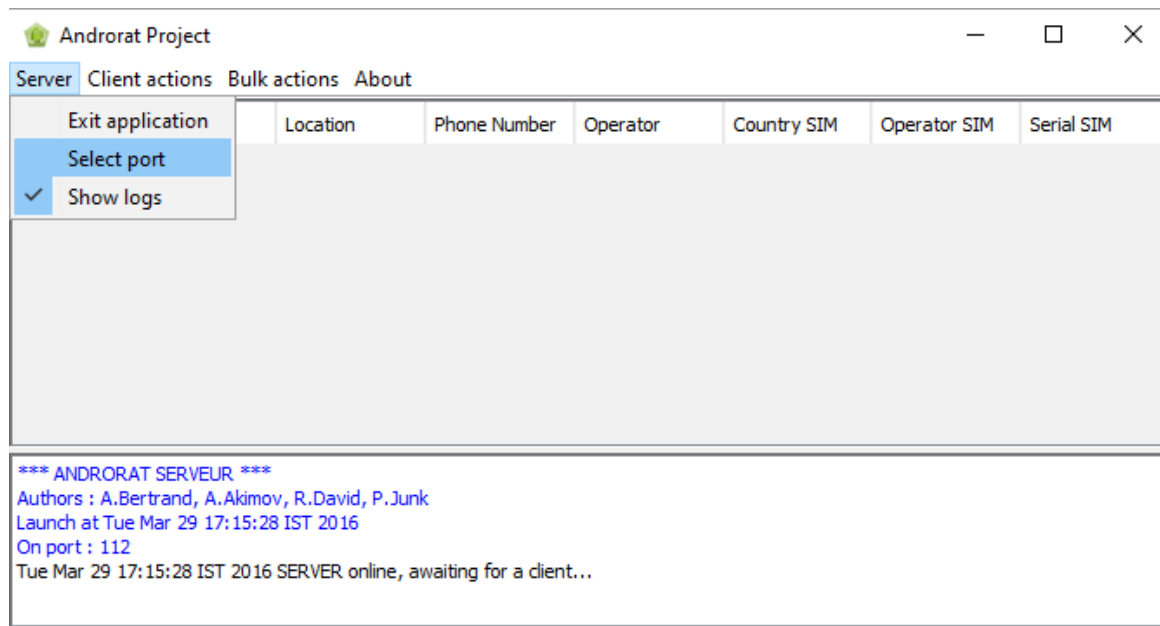 Androrat Project
Server Client actions Bulk actions About
Exit application
Select port
Show logs
Location Phone Number Operator Country SIM Operator SIM Serial SIM
*** ANDRORAT SERVEUR ***
Authors : A.Bertrand, A.Akimov, R.David, P.Junk
Launch at Tue Mar 29 17:15:28 IST 2016
On port : 112
Tue Mar 29 17:15:28 IST 2016 SERVER online, awaiting for a client...